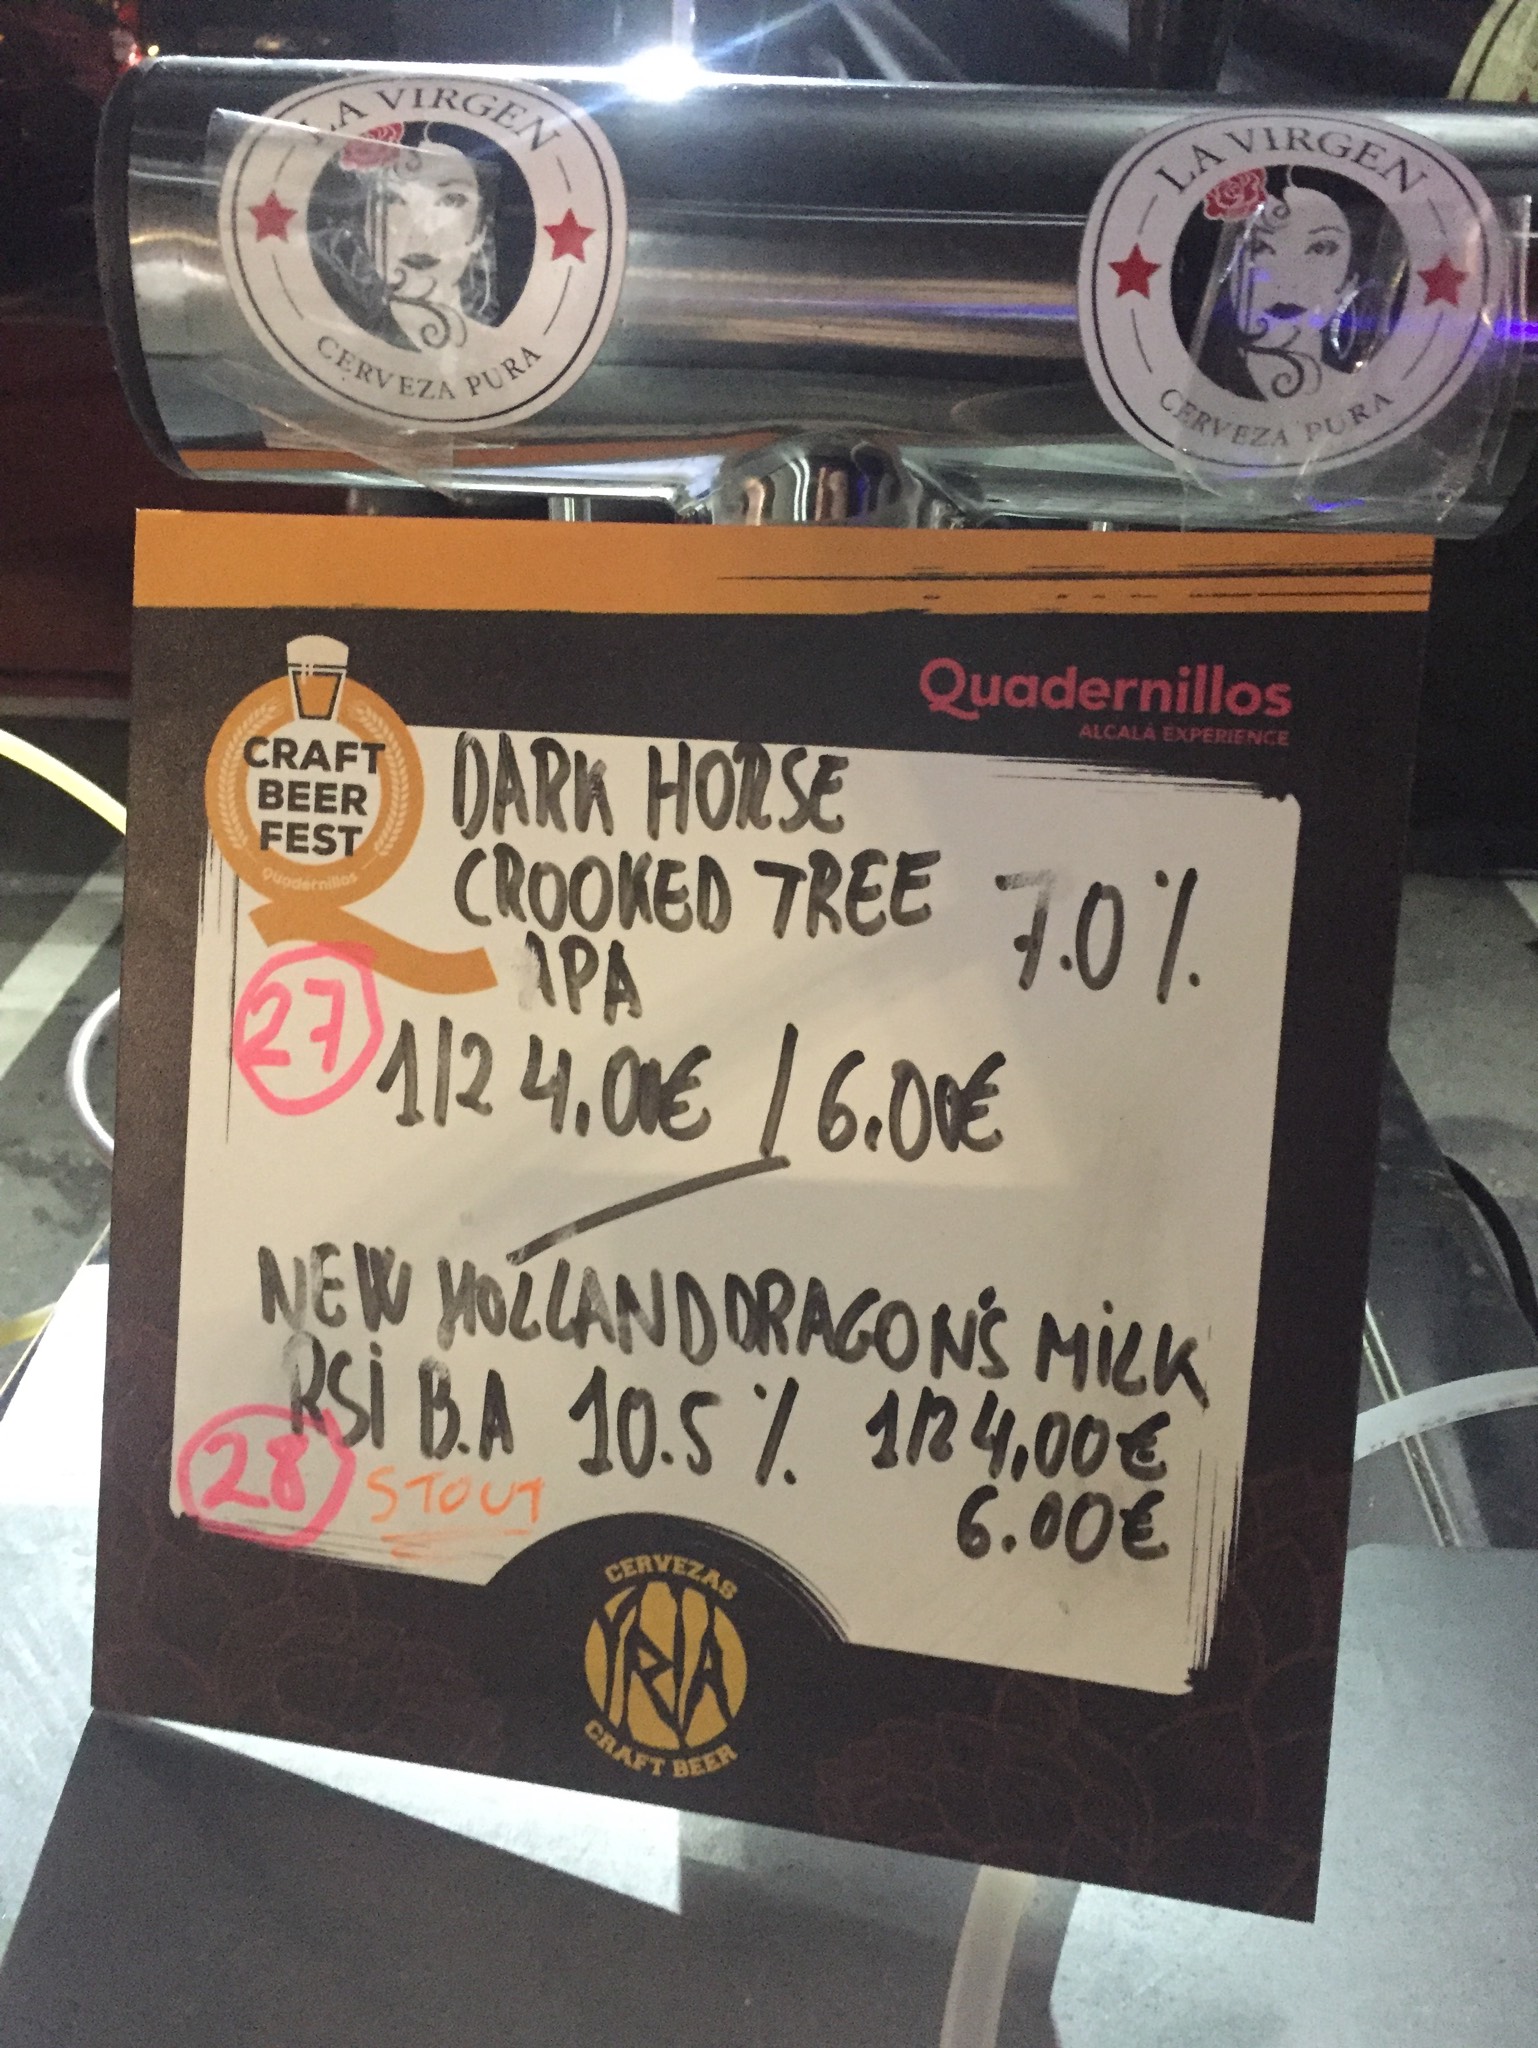 LA VIRGEN
CERVEZA PURA
LA VIRGEN
CERVEZA PURA
Quadernillos
ALCALÁ EXPERIENCE
CRAFT
BEER
FEST
Quadernillos
DARK HORSE
CROOKED TREE 7.0%
IPA
27
1/2 4.00€ / 6.00€
NEW HOLLAND DRAGON'S MiLK
RSi B.A 10.5% 1/2 4,00€
28 STOUT 6.00€
CERVEZAS
YRIA
CRAFT BEER